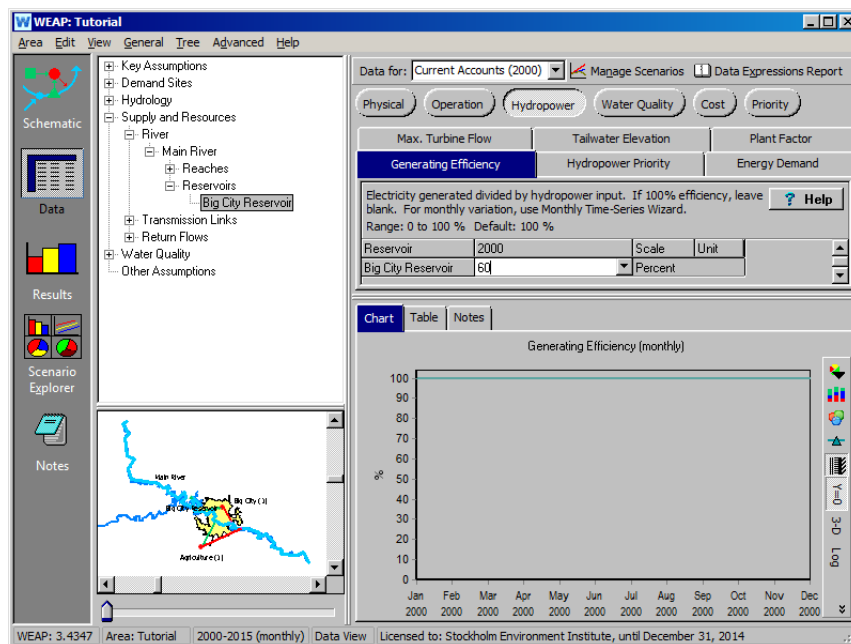 WEAP: Tutorial
Area Edit View General Tree Advanced Help
Schematic
Data
Results
Scenario
Explorer
Notes
Key Assumptions
Demand Sites
Hydrology
Supply and Resources
River
Main River
Reaches
Reservoirs
Big City Reservoir
Transmission Links
Return Flows
Water Quality
Other Assumptions
Data for: Current Accounts (2000) Manage Scenarios Data Expressions Report
Physical Operation Hydropower Water Quality Cost Priority
Max. Turbine Flow Tailwater Elevation Plant Factor
Generating Efficiency Hydropower Priority Energy Demand
Electricity generated divided by hydropower input. If 100% efficiency, leave
blank. For monthly variation, use Monthly Time-Series Wizard.
? Help
Range: 0 to 100 % Default: 100 %
Reservoir 2000 Scale Unit
Big City Reservoir 60 Percent
Chart Table Notes
Generating Efficiency (monthly)
100
90
80
70
60
50
40
30
20
10
0
%
Jan Feb Mar Apr May Jun Jul Aug Sep Oct Nov Dec
2000 2000 2000 2000 2000 2000 2000 2000 2000 2000 2000 2000
Y=0
3-D
Log
Main River
Big City (1)
Big City Reservoir
Agriculture (1)
WEAP: 3.4347 Area: Tutorial 2000-2015 (monthly) Data View Licensed to: Stockholm Environment Institute, until December 31, 2014